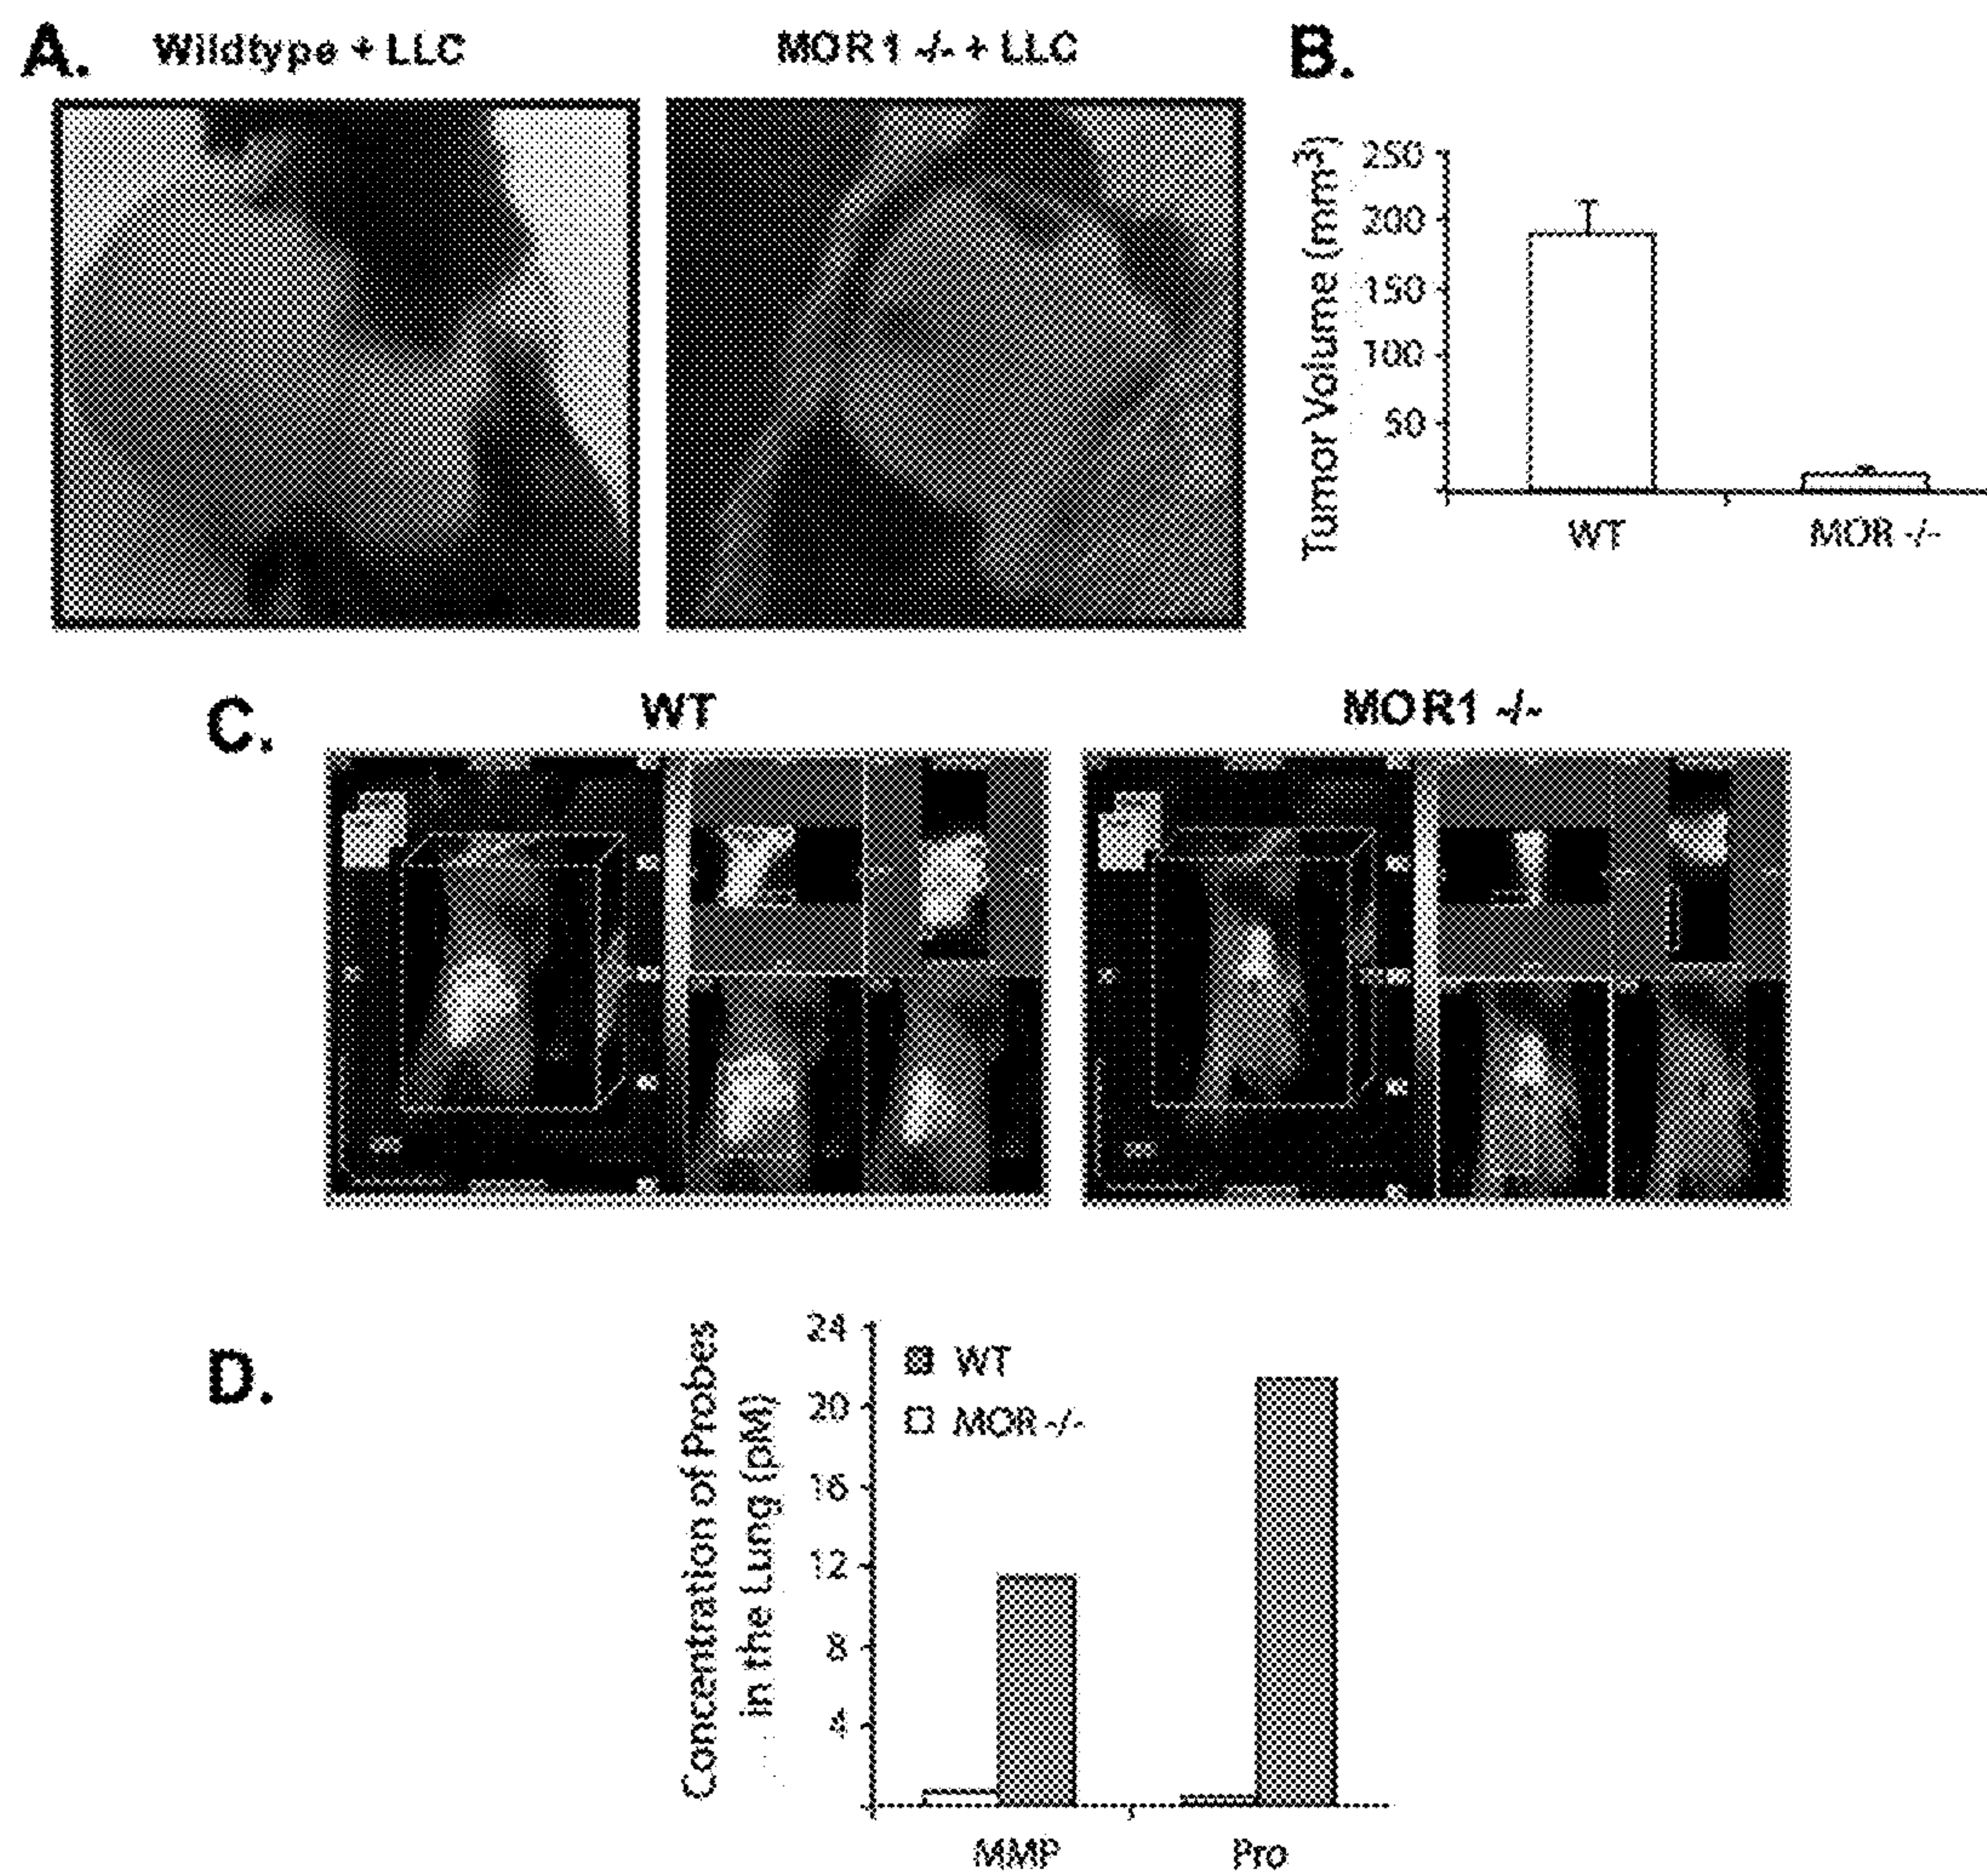 A.
Wildtype + LLC
MOR1 -/- + LLC
B.
Tumor Volume (mm³)
250
200
150
100
50
WT
MOR -/-
C.
WT
MOR1 -/-
D.
Concentration of Probes
in the Lung (pM)
24
20
16
12
8
4
WT
MOR -/-
MMP
Pro